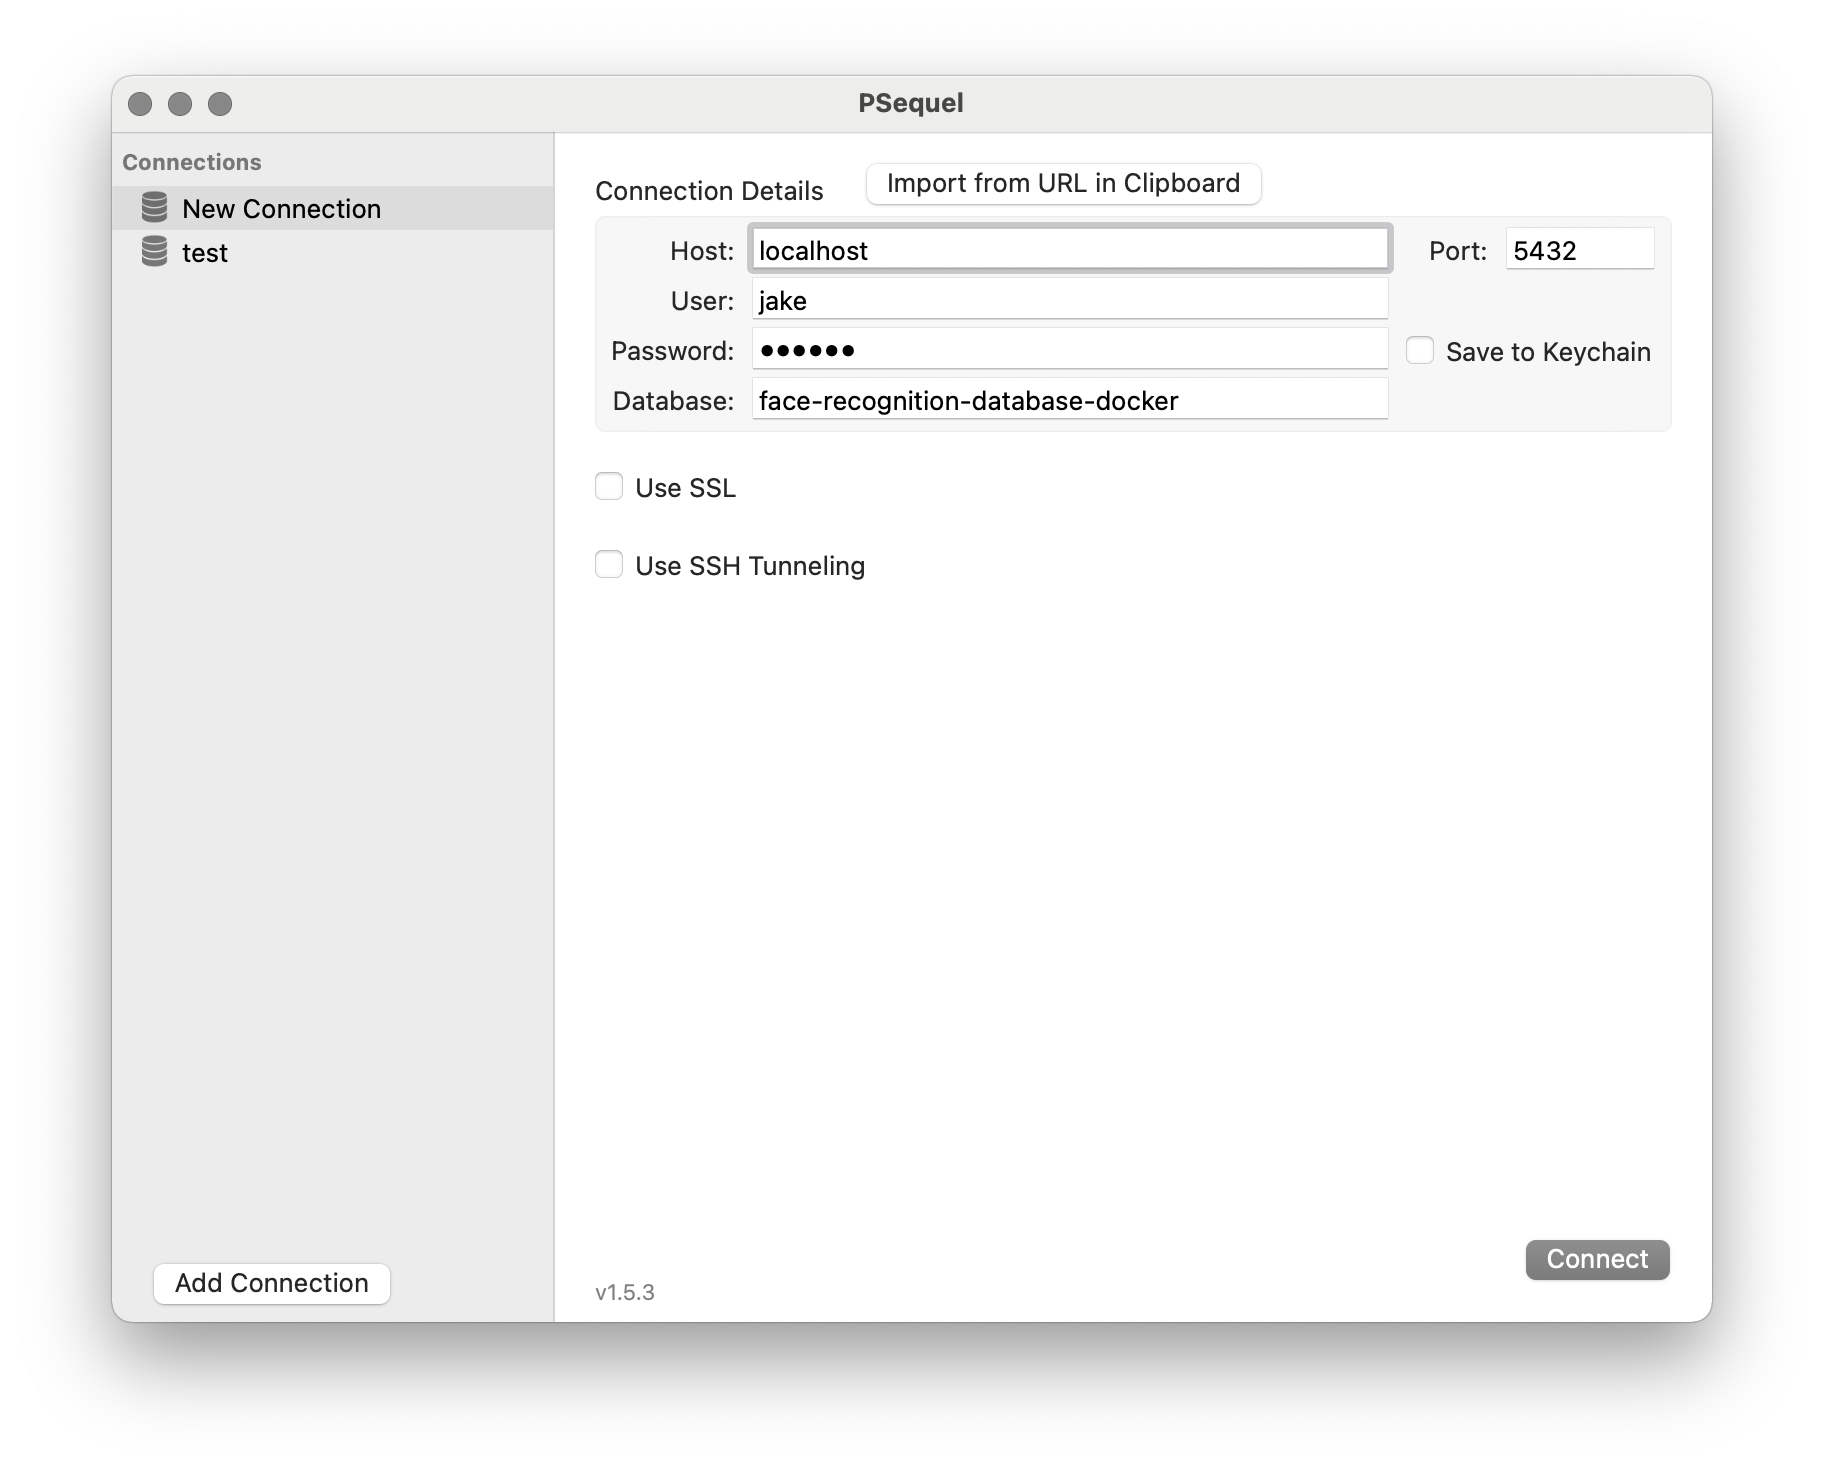 PSequel
Connections
New Connection
test
Add Connection
Connection Details
Import from URL in Clipboard
Host: localhost
Port: 5432
User: jake
Password: ●●●●●●
Save to Keychain
Database: face-recognition-database-docker
Use SSL
Use SSH Tunneling
Connect
v1.5.3